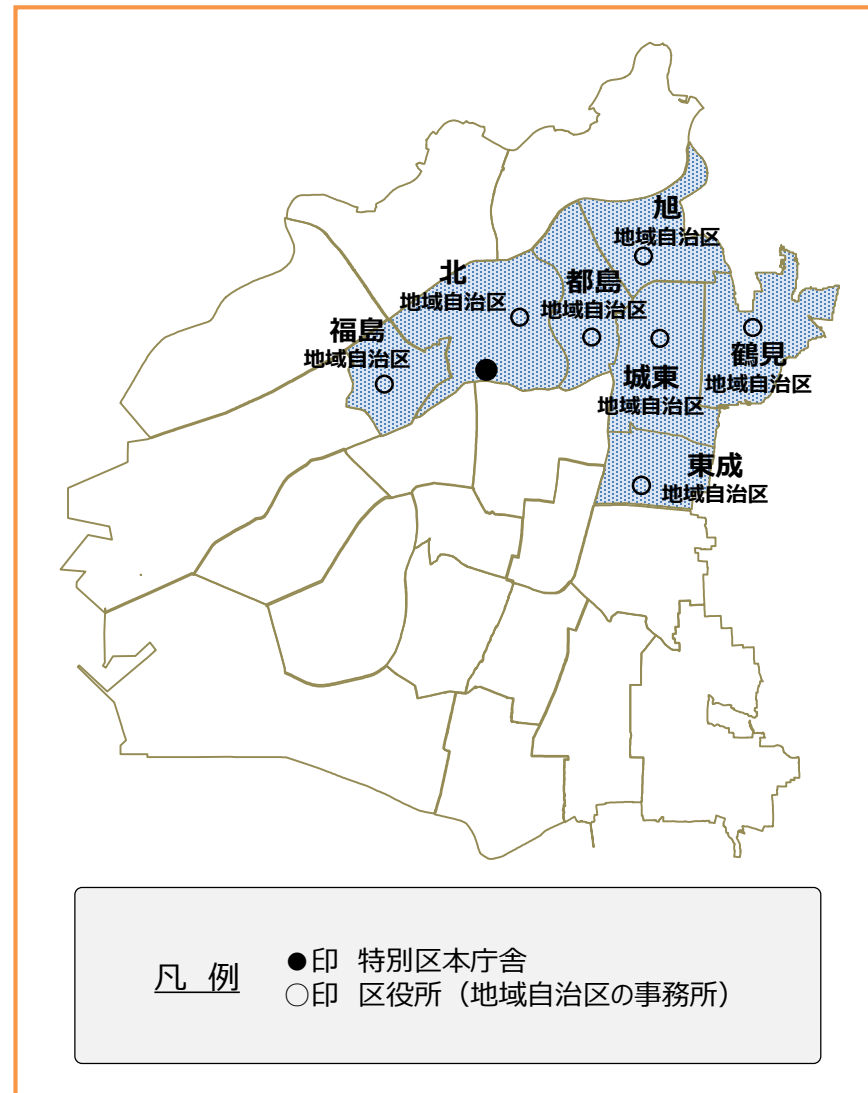 旭
地域自治区
北
地域自治区
都島
地域自治区
福島
地域自治区
鶴見
地域自治区
城東
地域自治区
東成
地域自治区
凡 例
●印 特別区本庁舎
○印 区役所（地域自治区の事務所）